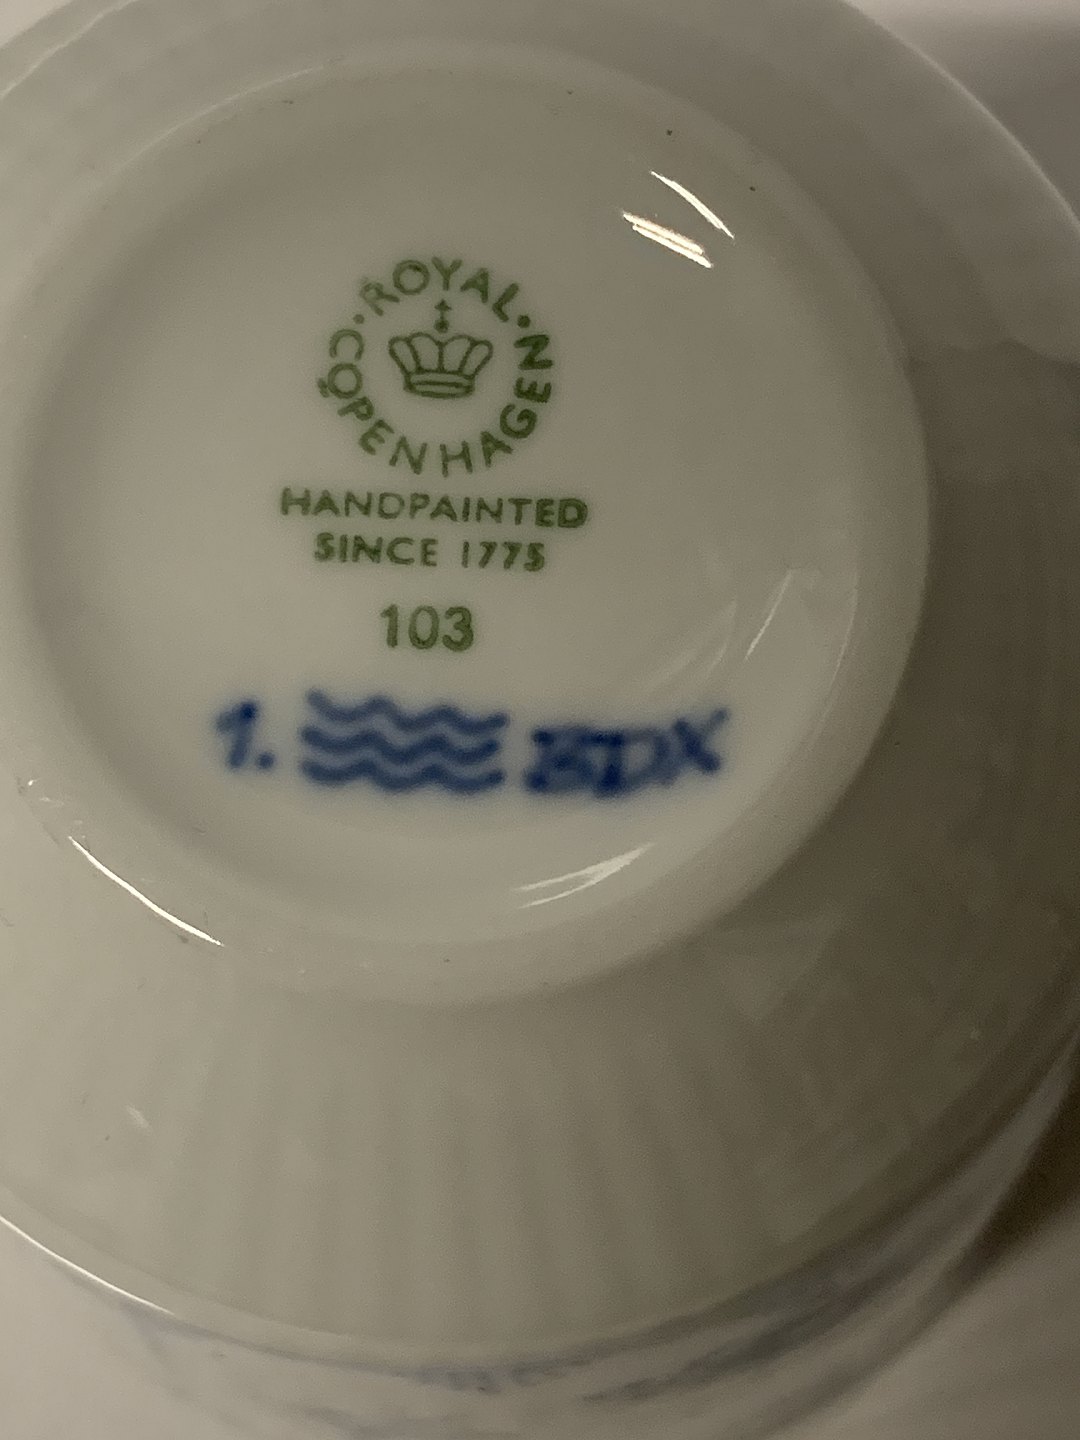 ROYAL · COPENHAGEN ·
HANDPAINTED
SINCE 1775
103
1.